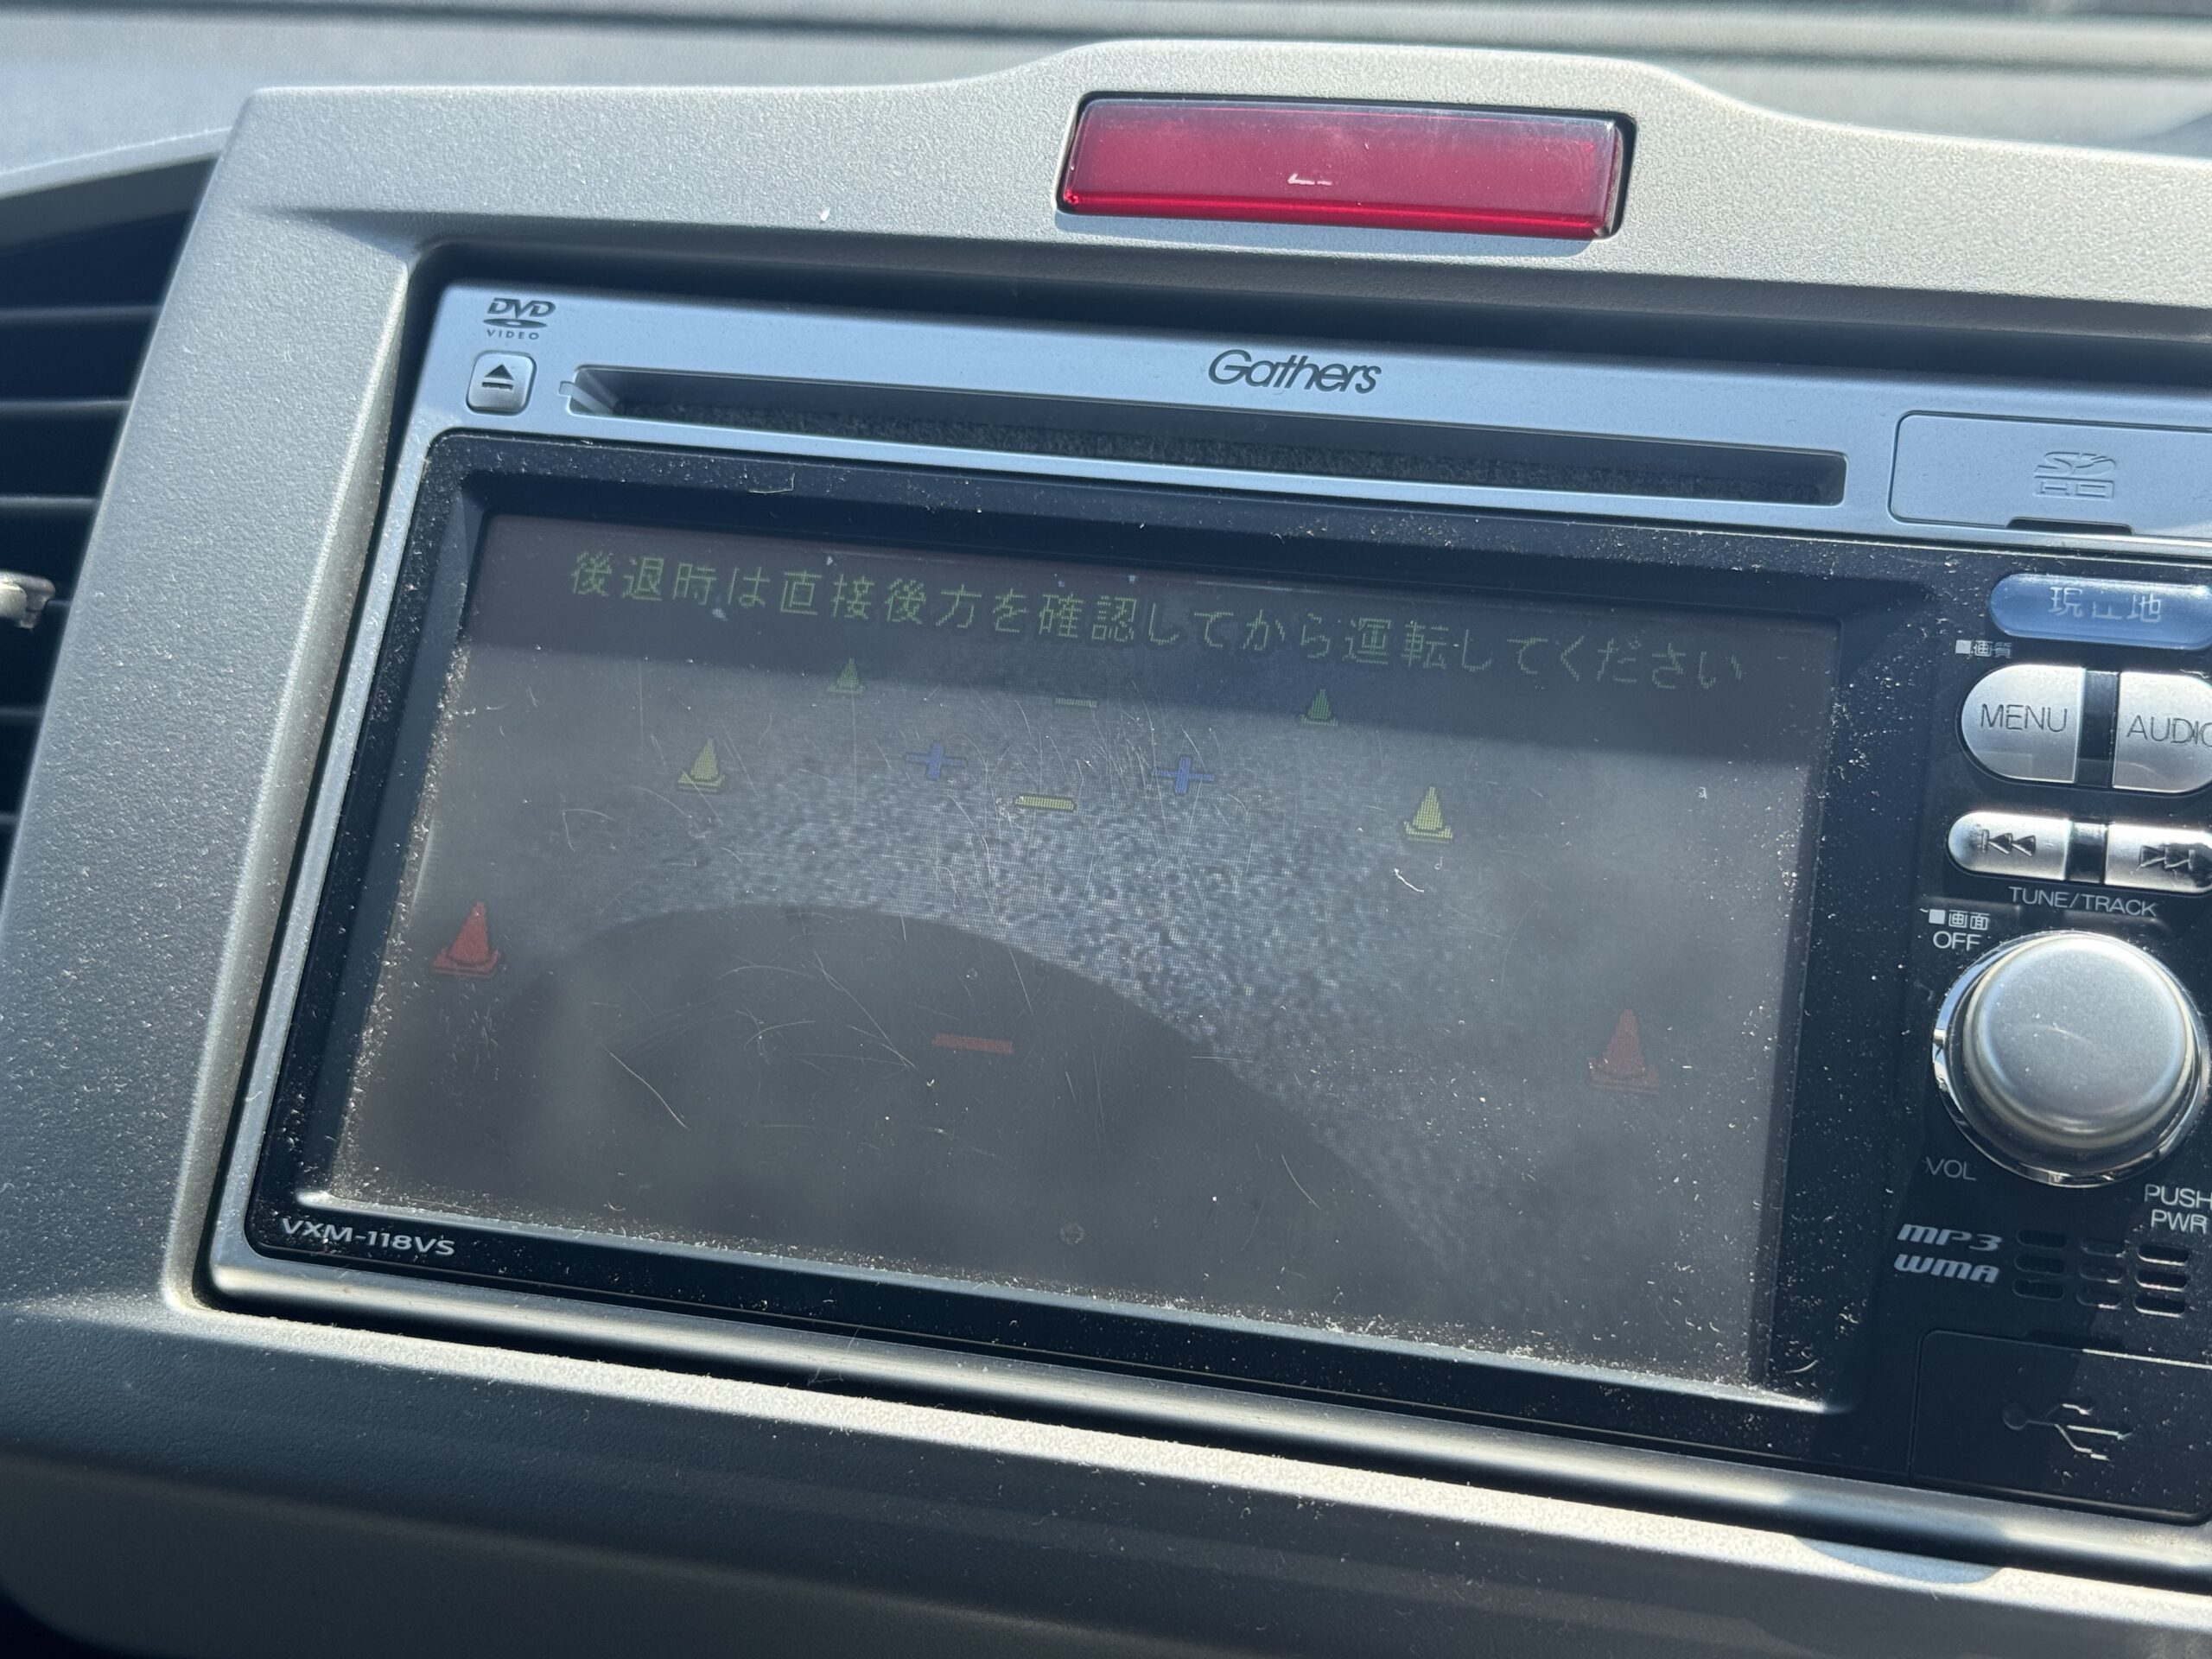 DVD
VIDEO
Gathers
SD
HC
後退時は直接後方を確認してから運転してください
現在地
■画質
MENU
AUDIO
TUNE/TRACK
■画面
OFF
VOL
PUSH
PWR
MP3
WMA
VXM-118VS